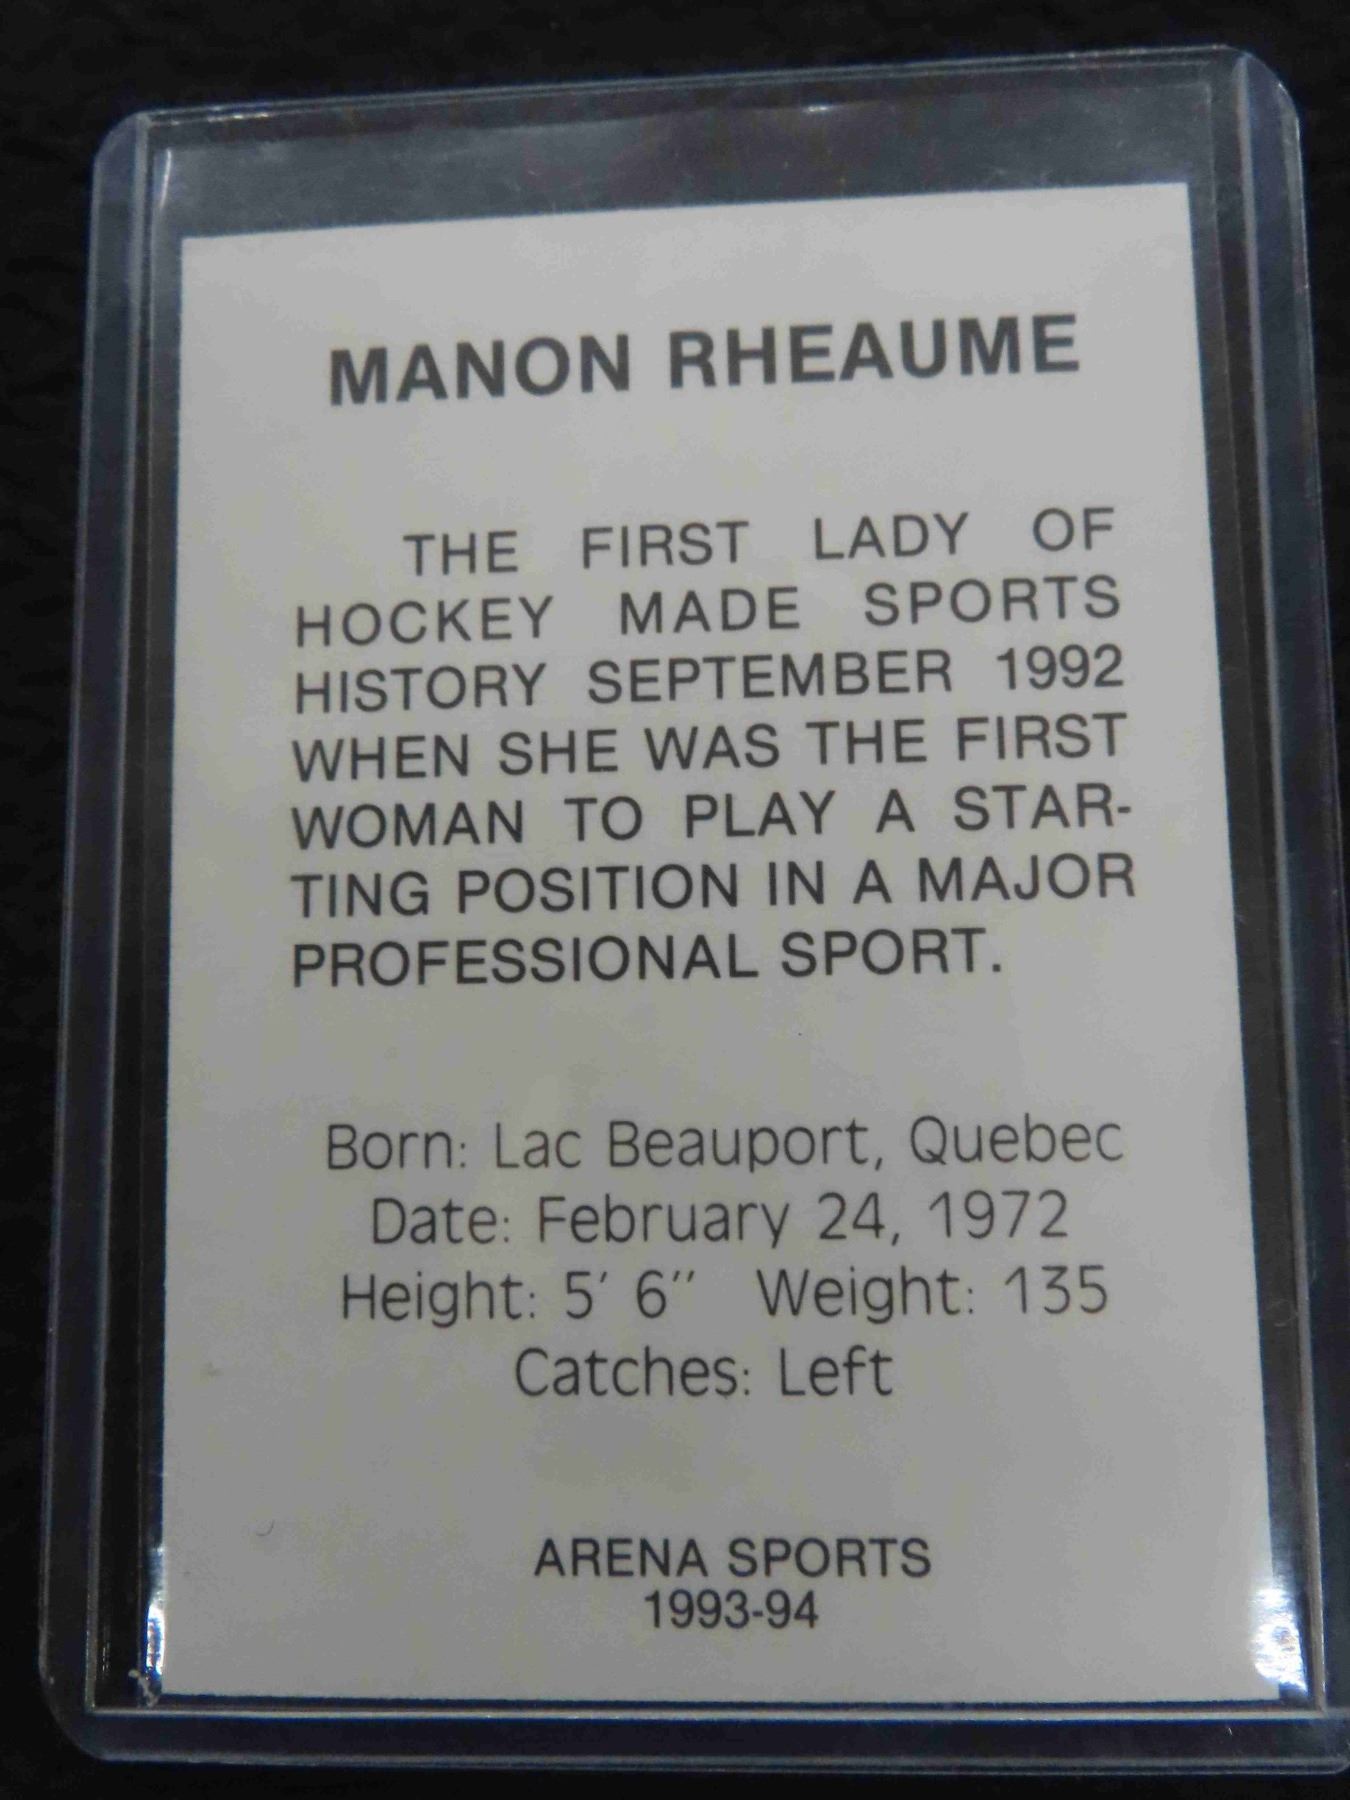 MANON RHEAUME
THE FIRST LADY OF
HOCKEY MADE SPORTS
HISTORY SEPTEMBER 1992
WHEN SHE WAS THE FIRST
WOMAN TO PLAY A STAR-
TING POSITION IN A MAJOR
PROFESSIONAL SPORT.
Born: Lac Beauport, Quebec
Date: February 24, 1972
Height: 5' 6" Weight: 135
Catches: Left
ARENA SPORTS
1993-94